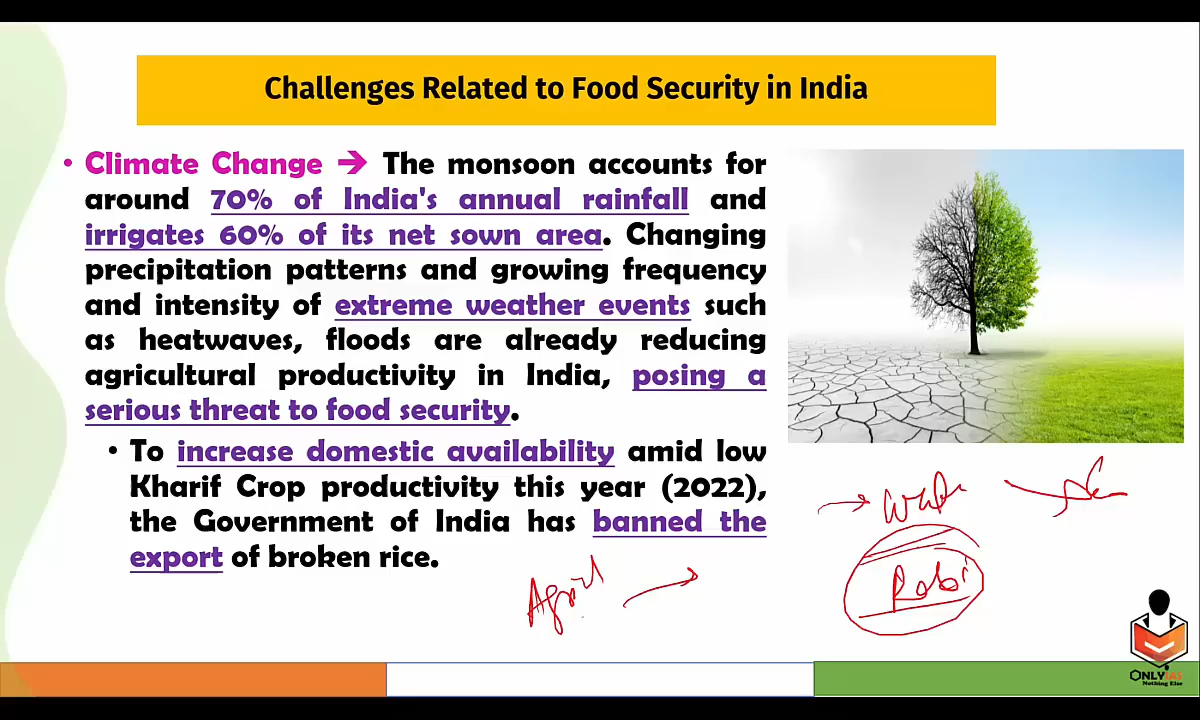 Challenges Related to Food Security in India
• Climate Change ➔ The monsoon accounts for
around 70% of India's annual rainfall and
irrigates 60% of its net sown area. Changing
precipitation patterns and growing frequency
and intensity of extreme weather events such
as heatwaves, floods are already reducing
agricultural productivity in India, posing a
serious threat to food security.
• To increase domestic availability amid low
Kharif Crop productivity this year (2022),
the Government of India has banned the
export of broken rice.
April
Rabi
ONLYIAS
Nothing Else